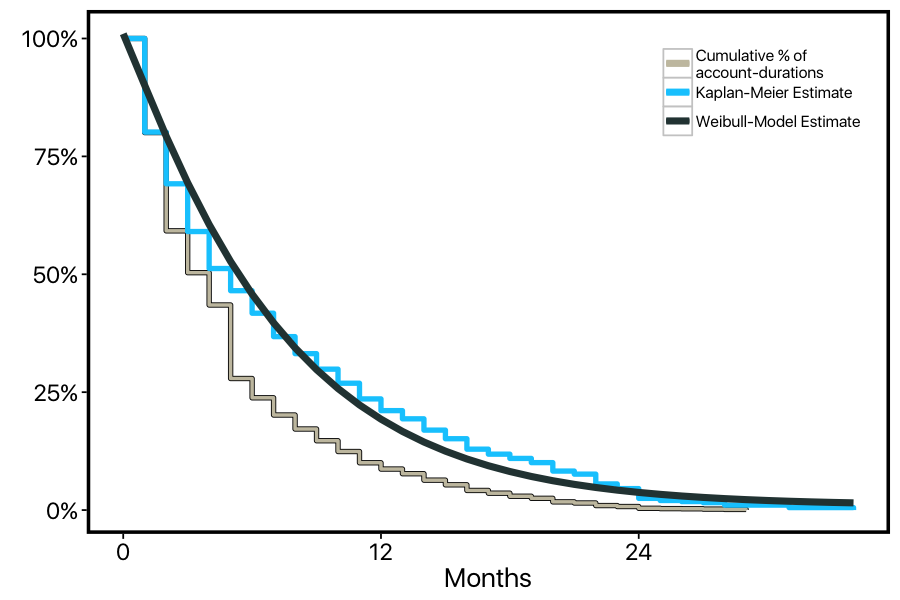 100%
75%
50%
25%
0%
Cumulative % of
account-durations
Kaplan-Meier Estimate
Weibull-Model Estimate
0 12 24
Months